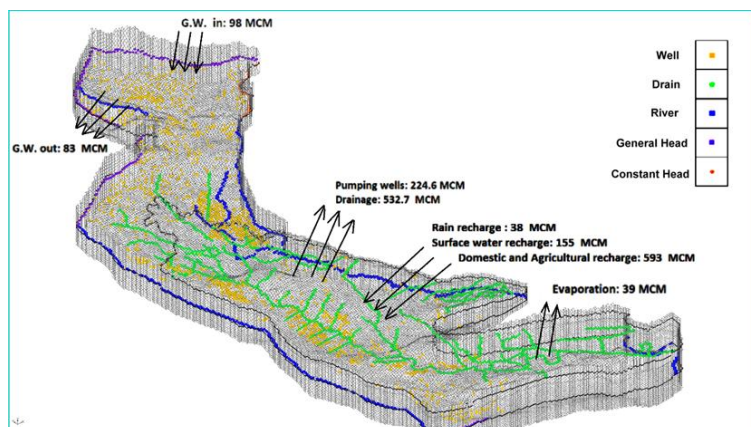 G.W. in: 98 MCM
Well
Drain
River
General Head
Constant Head
G.W. out: 83 MCM
Pumping wells: 224.6 MCM
Drainage: 532.7 MCM
Rain recharge : 38 MCM
Surface water recharge: 155 MCM
Domestic and Agricultural recharge: 593 MCM
Evaporation: 39 MCM